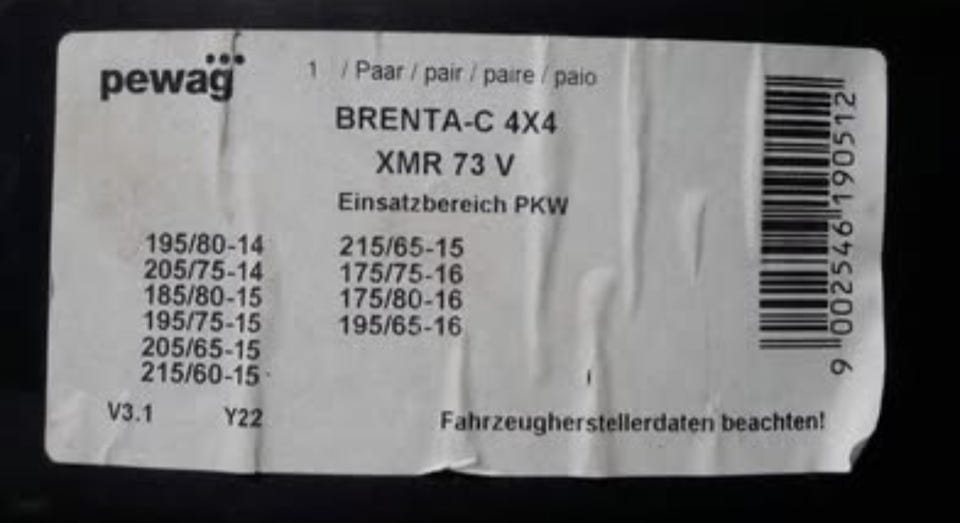 pewag
1 / Paar / pair / paire / paio
BRENTA-C 4X4
XMR 73 V
Einsatzbereich PKW
195/80-14
205/75-14
185/80-15
195/75-15
205/65-15
215/60-15
215/65-15
175/75-16
175/80-16
195/65-16
V3.1
Y22
Fahrzeugherstellerdaten beachten!
9 002546 190512